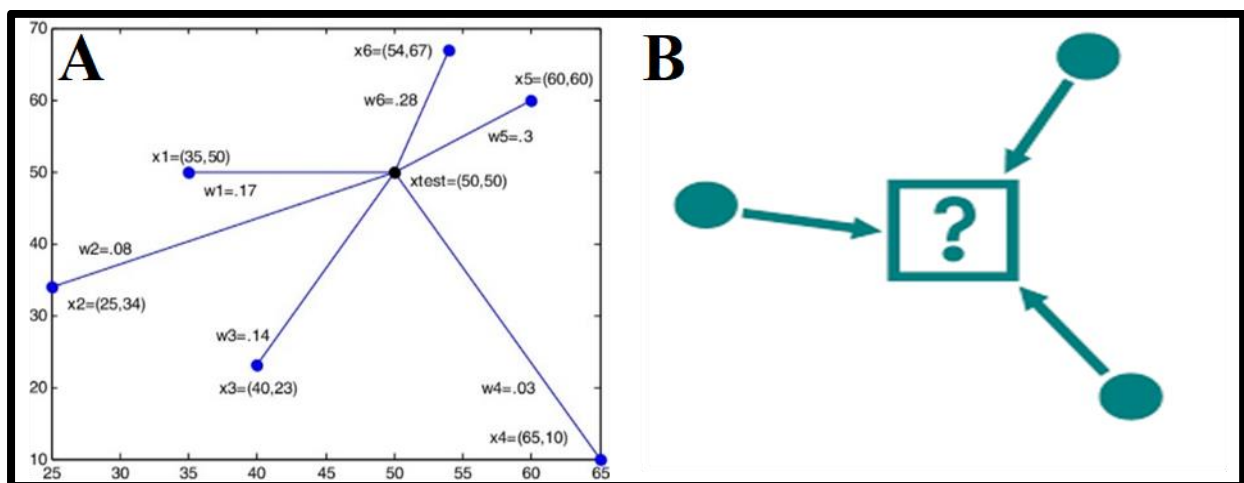 A
70
60
50
40
30
20
10
25 30 35 40 45 50 55 60 65
x6=(54,67)
x5=(60,60)
w6=.28
w5=.3
x1=(35,50)
w1=.17
xtest=(50,50)
w2=.08
x2=(25,34)
w3=.14
x3=(40,23)
w4=.03
x4=(65,10)
B
?